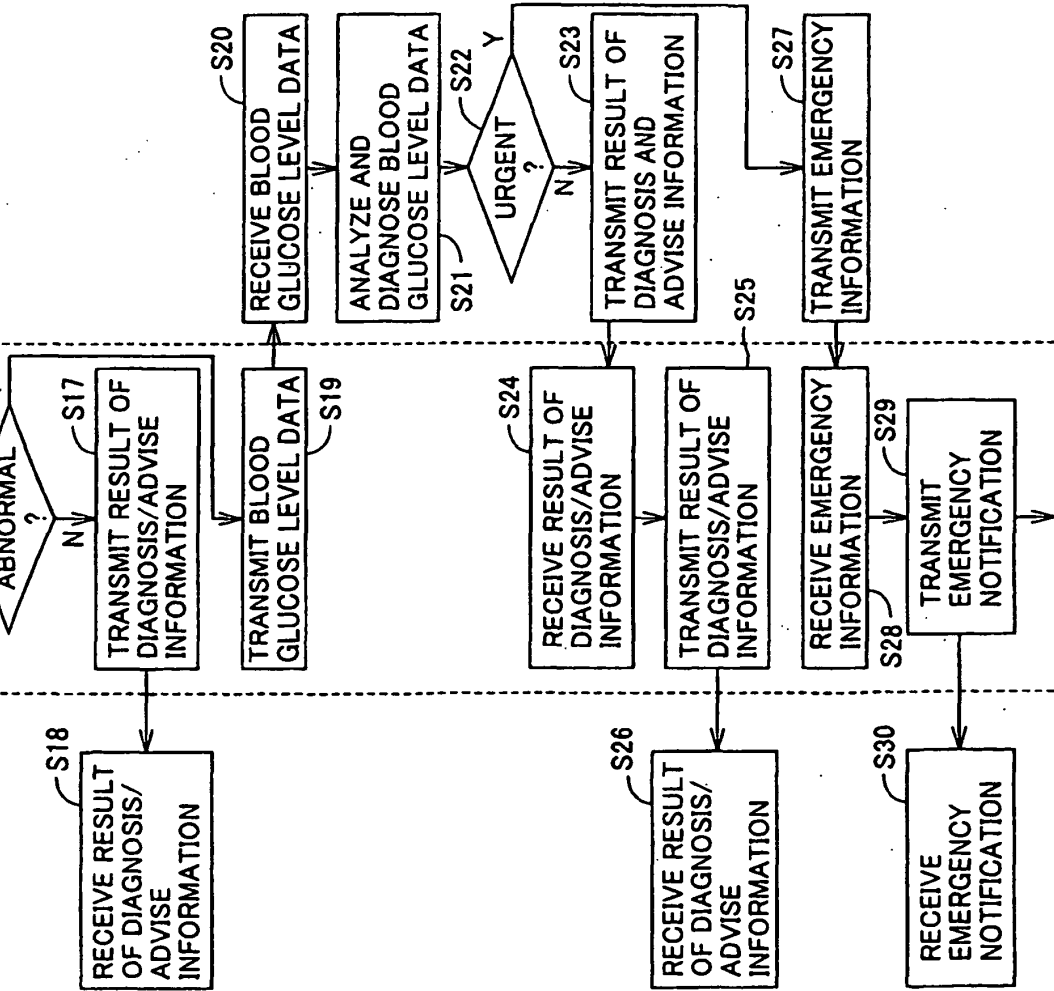 ABNORMAL
?
N
S17
TRANSMIT RESULT OF
DIAGNOSIS/ADVISE
INFORMATION
S18
RECEIVE RESULT
OF DIAGNOSIS/
ADVISE
INFORMATION
S19
TRANSMIT BLOOD
GLUCOSE LEVEL DATA
S20
RECEIVE BLOOD
GLUCOSE LEVEL DATA
ANALYZE AND
DIAGNOSE BLOOD
GLUCOSE LEVEL DATA
S21
S22
URGENT
?
Y
N
S23
TRANSMIT RESULT OF
DIAGNOSIS AND
ADVISE INFORMATION
S24
RECEIVE RESULT OF
DIAGNOSIS/ADVISE
INFORMATION
S25
TRANSMIT RESULT OF
DIAGNOSIS/ADVISE
INFORMATION
S26
RECEIVE RESULT
OF DIAGNOSIS/
ADVISE
INFORMATION
S27
TRANSMIT EMERGENCY
INFORMATION
RECEIVE EMERGENCY
INFORMATION
S28
S29
TRANSMIT
EMERGENCY
NOTIFICATION
S30
RECEIVE
EMERGENCY
NOTIFICATION